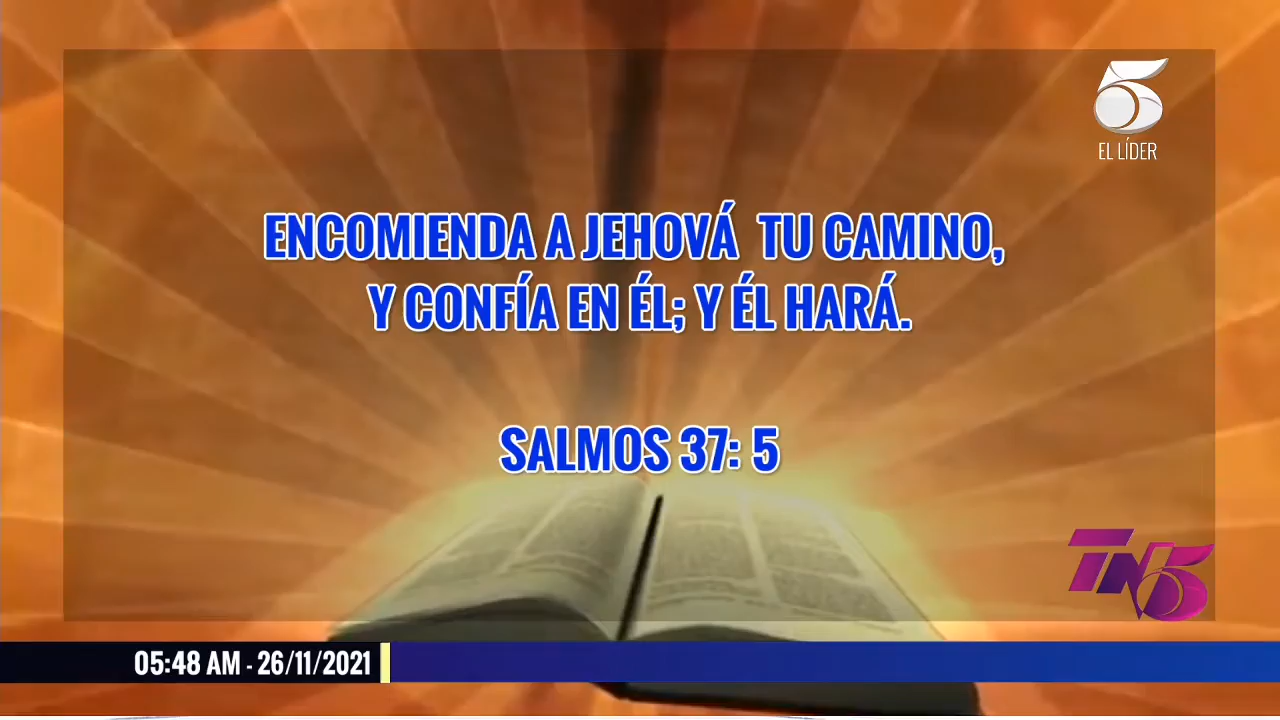 5
EL LÍDER
ENCOMIENDA A JEHOVÁ TU CAMINO,
Y CONFÍA EN ÉL; Y ÉL HARÁ.
SALMOS 37: 5
TN5
05:48 AM - 26/11/2021